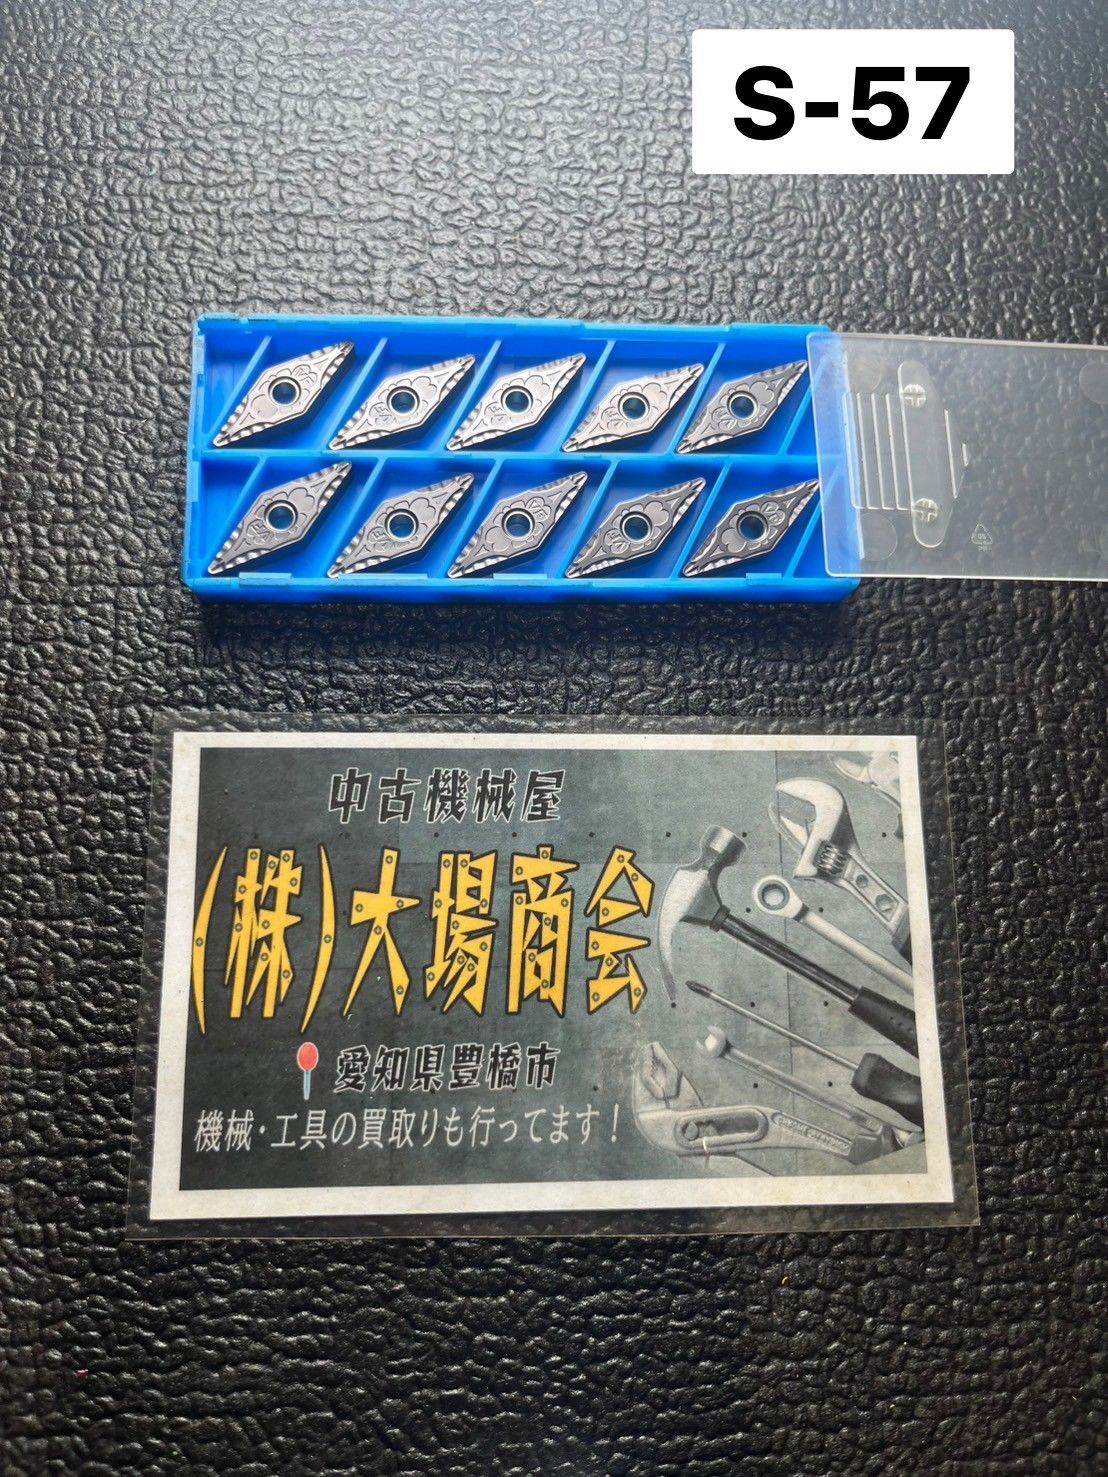 S-57
中古機械屋
(株)大場商会
愛知県豊橋市
機械・工具の買取りも行ってます！